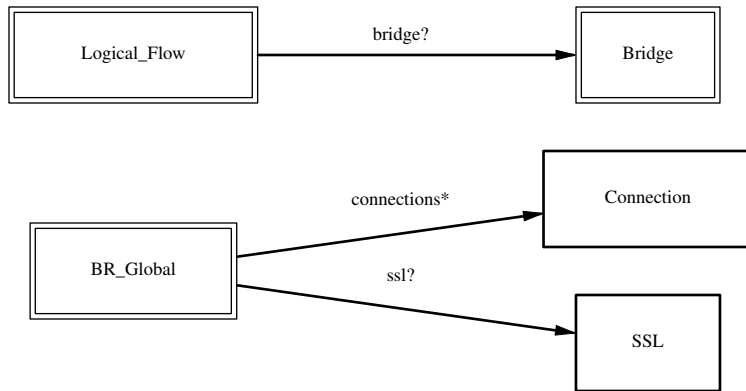 Logical_Flow
bridge?
Bridge
connections*
Connection
BR_Global
ssl?
SSL